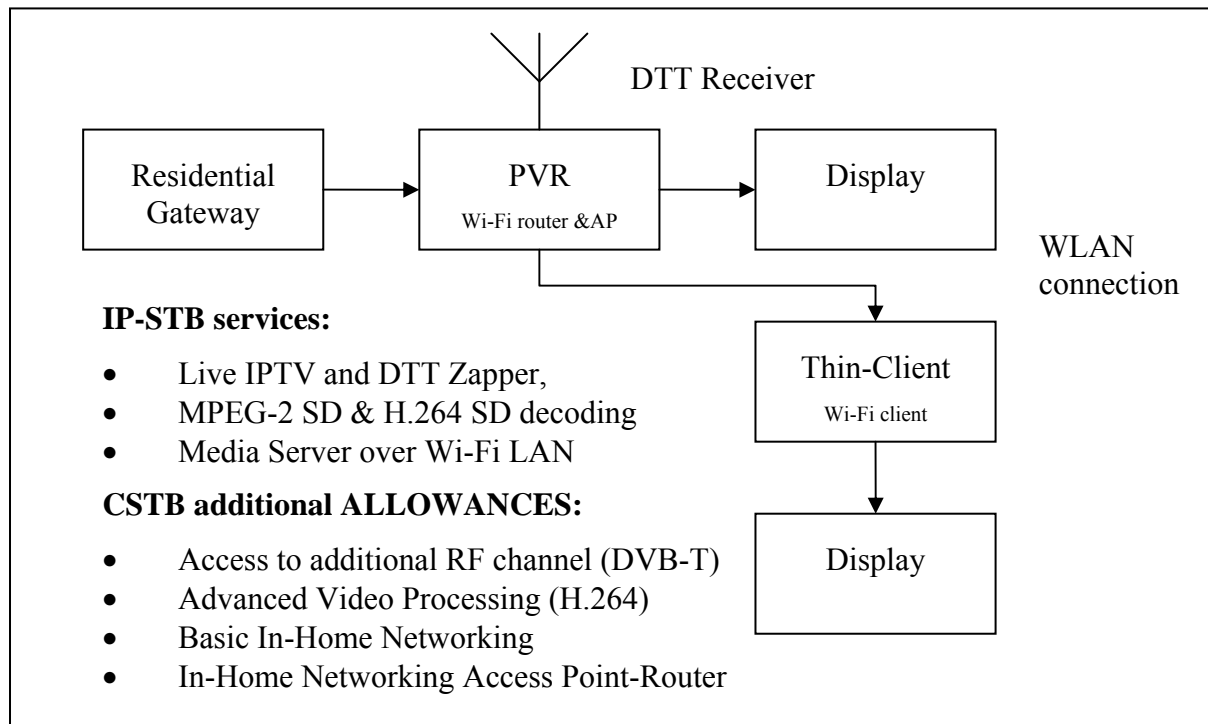 DTT Receiver
Residential
Gateway
PVR
Wi-Fi router &AP
Display
WLAN
connection
IP-STB services:
• Live IPTV and DTT Zapper,
• MPEG-2 SD & H.264 SD decoding
• Media Server over Wi-Fi LAN
Thin-Client
Wi-Fi client
CSTB additional ALLOWANCES:
• Access to additional RF channel (DVB-T)
• Advanced Video Processing (H.264)
• Basic In-Home Networking
• In-Home Networking Access Point-Router
Display